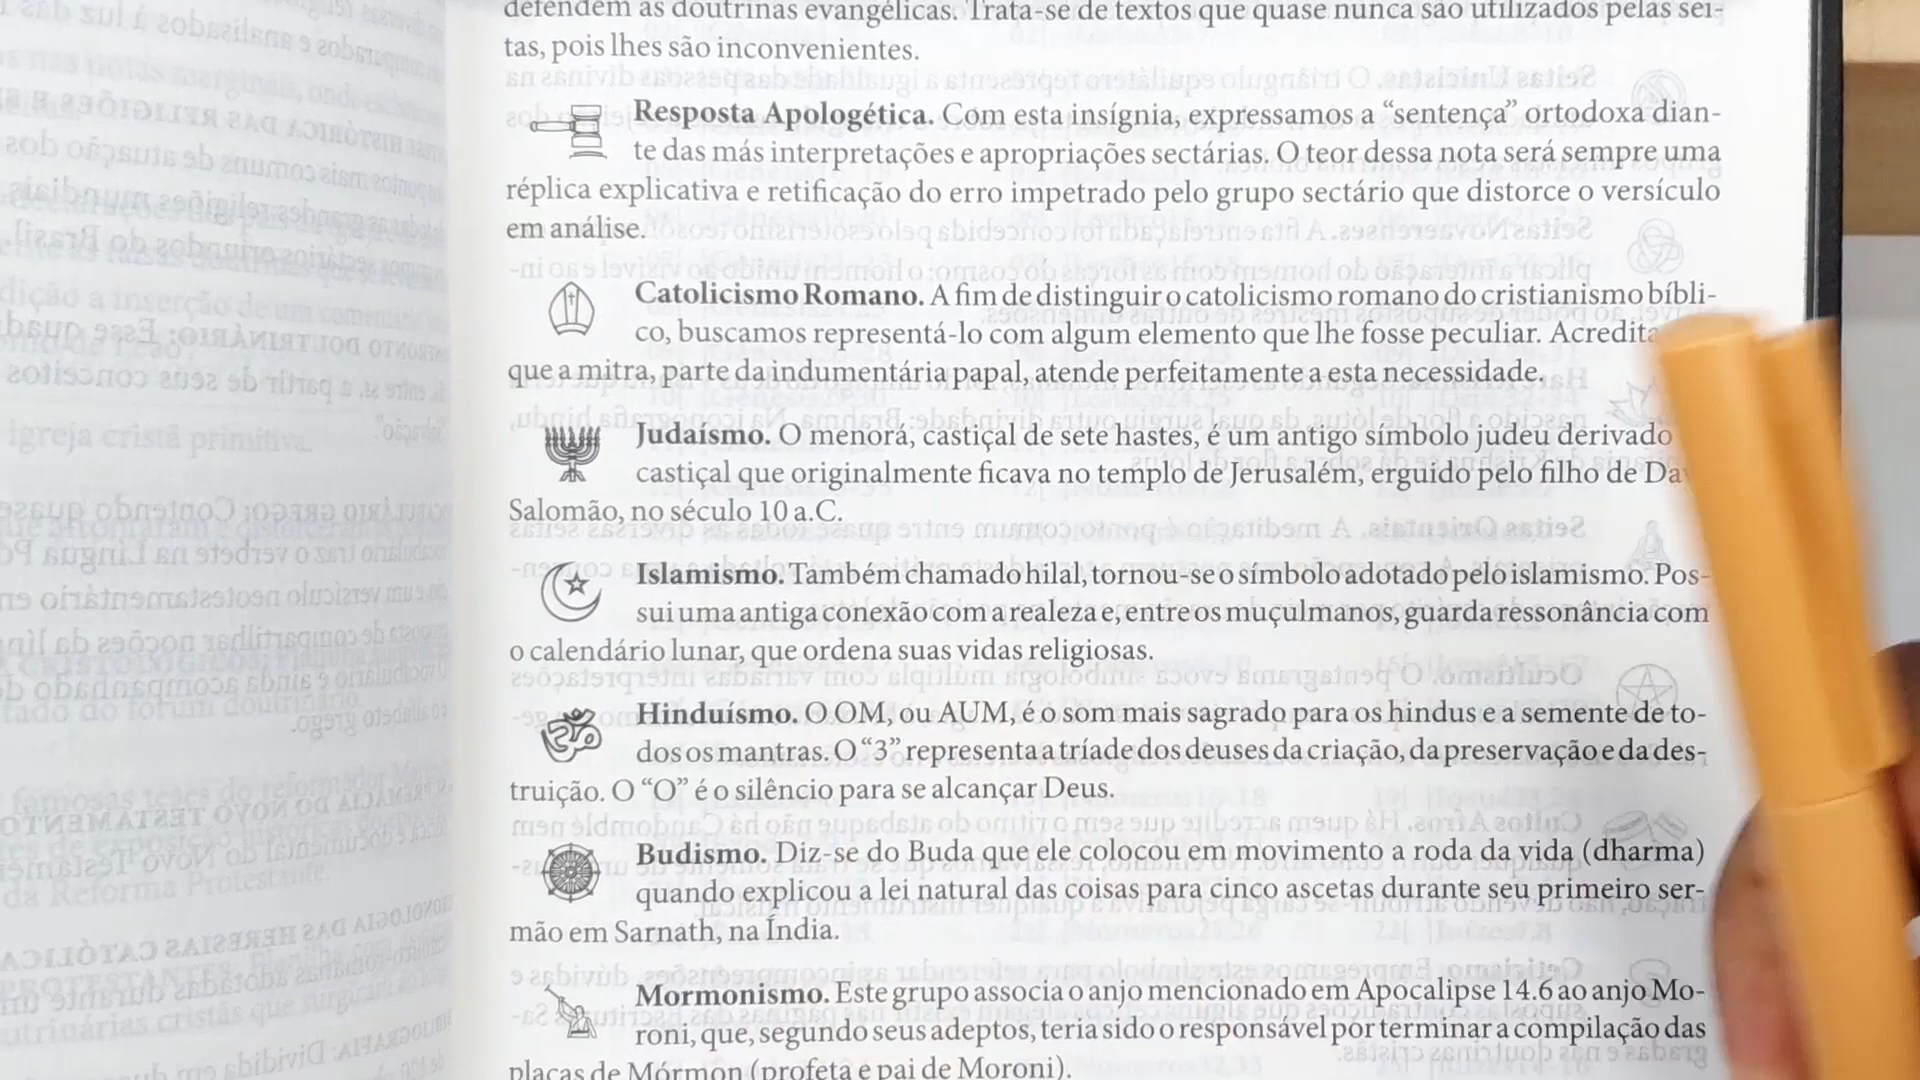 defendem as doutrinas evangélicas. Trata-se de textos que quase nunca são utilizados pelas sei-
tas, pois lhes são inconvenientes.
Resposta Apologética. Com esta insígnia, expressamos a “sentença” ortodoxa dian-
te das más interpretações e apropriações sectárias. O teor dessa nota será sempre uma
réplica explicativa e retificação do erro impetrado pelo grupo sectário que distorce o versículo
em análise.
Catolicismo Romano. A fim de distinguir o catolicismo romano do cristianismo bíbli-
co, buscamos representá-lo com algum elemento que lhe fosse peculiar.
que a mitra, parte da indumentária papal, atende perfeitamente a esta necessidade.
Judaísmo. O menorá, castiçal de sete hastes, é um antigo símbolo judeu derivado
castiçal que originalmente ficava no templo de Jerusalém, erguido pelo filho de
Salomão, no século 10 a.C.
Islamismo. Também chamado hilal, tornou-se o símbolo adotado pelo islamismo. Pos-
sui uma antiga conexão com a realeza e, entre os muçulmanos, guarda ressonância com
o calendário lunar, que ordena suas vidas religiosas.
Hinduísmo. O OM, ou AUM, é o som mais sagrado para os hindus e a semente de to-
dos os mantras. O “3” representa a tríade dos deuses da criação, da preservação e da des-
truição. O “O” é o silêncio para se alcançar Deus.
Budismo. Diz-se do Buda que ele colocou em movimento a roda da vida (dharma)
quando explicou a lei natural das coisas para cinco ascetas durante seu primeiro ser-
mão em Sarnath, na Índia.
Mormonismo. Este grupo associa o anjo mencionado em Apocalipse 14.6 ao anjo Mo-
roni, que, segundo seus adeptos, teria sido o responsável por terminar a compilação das
placas de Mórmon (profeta e pai de Moroni).